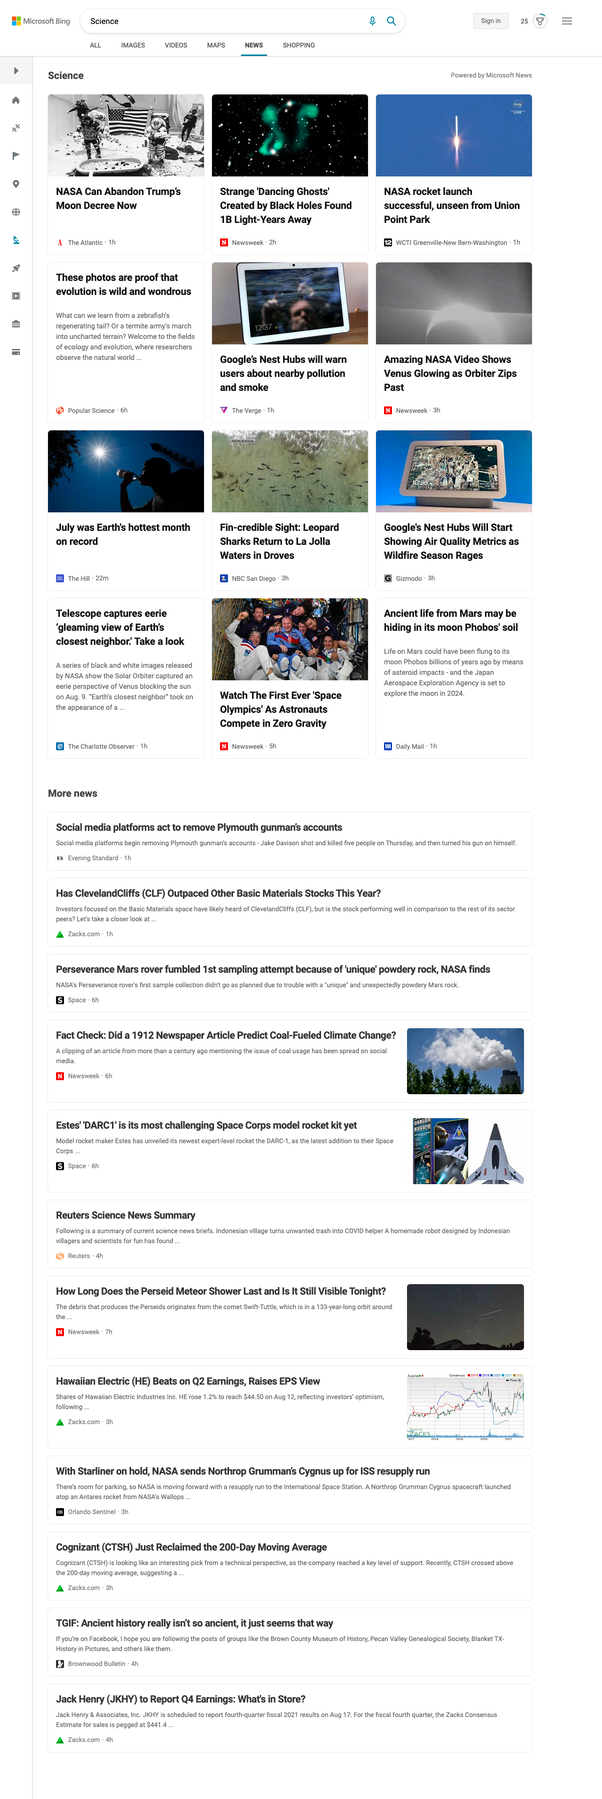 Microsoft Bing
Science
Sign in
25
ALL IMAGES VIDEOS MAPS NEWS SHOPPING
Science
Powered by Microsoft News
NASA Can Abandon Trump's
Moon Decree Now
The Atlantic · 1h
Strange 'Dancing Ghosts'
Created by Black Holes Found
1B Light-Years Away
Newsweek · 2h
LIVE
NASA rocket launch
successful, unseen from Union
Point Park
12
WCTI Greenville-New Bern-Washington · 1h
These photos are proof that
evolution is wild and wondrous
What can we learn from a zebrafish's
regenerating tail? Or a termite army's march
into uncharted terrain? Welcome to the fields
of ecology and evolution, where researchers
observe the natural world ...
Popular Science · 6h
12:37
Google's Nest Hubs will warn
users about nearby pollution
and smoke
The Verge · 1h
Amazing NASA Video Shows
Venus Glowing as Orbiter Zips
Past
N
Newsweek · 3h
July was Earth's hottest month
on record
The Hill · 22m
Fin-credible Sight: Leopard
Sharks Return to La Jolla
Waters in Droves
NBC San Diego · 3h
Google's Nest Hubs Will Start
Showing Air Quality Metrics as
Wildfire Season Rages
G
Gizmodo · 3h
Telescope captures eerie
'gleaming view of Earth's
closest neighbor.' Take a look
A series of black and white images released
by NASA show the Solar Orbiter captured an
eerie perspective of Venus blocking the sun
on Aug. 9. "Earth's closest neighbor" took on
the appearance of a ...
The Charlotte Observer · 1h
Watch The First Ever 'Space
Olympics' As Astronauts
Compete in Zero Gravity
N
Newsweek · 5h
Ancient life from Mars may be
hiding in its moon Phobos' soil
Life on Mars could have been flung to its
moon Phobos billions of years ago by means
of asteroid impacts - and the Japan
Aerospace Exploration Agency is set to
explore the moon in 2024.
Daily Mail · 1h
More news
Social media platforms act to remove Plymouth gunman's accounts
Social media platforms begin removing Plymouth gunman's accounts - Jake Davison shot and killed five people on Thursday, and then turned his gun on himself.
ES Evening Standard · 1h
Has ClevelandCliffs (CLF) Outpaced Other Basic Materials Stocks This Year?
Investors focused on the Basic Materials space have likely heard of ClevelandCliffs (CLF), but is the stock performing well in comparison to the rest of its sector
peers? Let's take a closer look at ...
Zacks.com · 1h
Perseverance Mars rover fumbled 1st sampling attempt because of 'unique' powdery rock, NASA finds
NASA's Perseverance rover's first sample collection didn't go as planned due to trouble with a "unique" and unexpectedly powdery Mars rock.
S Space · 6h
Fact Check: Did a 1912 Newspaper Article Predict Coal-Fueled Climate Change?
A clipping of an article from more than a century ago mentioning the issue of coal usage has been spread on social
media.
N Newsweek · 6h
Estes' 'DARC1' is its most challenging Space Corps model rocket kit yet
Model rocket maker Estes has unveiled its newest expert-level rocket the DARC-1, as the latest addition to their Space
Corps ...
S Space · 6h
Reuters Science News Summary
Following is a summary of current science news briefs. Indonesian village turns unwanted trash into COVID helper A homemade robot designed by Indonesian
villagers and scientists for fun has found ...
Reuters · 4h
How Long Does the Perseid Meteor Shower Last and Is It Still Visible Tonight?
The debris that produces the Perseids originates from the comet Swift-Tuttle, which is in a 133-year-long orbit around
the ...
N Newsweek · 7h
Hawaiian Electric (HE) Beats on Q2 Earnings, Raises EPS View
Shares of Hawaiian Electric Industries Inc. HE rose 1.2% to reach $44.50 on Aug 12, reflecting investors' optimism,
following ...
Zacks.com · 3h
ZACKS
With Starliner on hold, NASA sends Northrop Grumman's Cygnus up for ISS resupply run
There's room for parking, so NASA is moving forward with a resupply run to the International Space Station. A Northrop Grumman Cygnus spacecraft launched
atop an Antares rocket from NASA's Wallops ...
OS Orlando Sentinel · 3h
Cognizant (CTSH) Just Reclaimed the 200-Day Moving Average
Cognizant (CTSH) is looking like an interesting pick from a technical perspective, as the company reached a key level of support. Recently, CTSH crossed above
the 200-day moving average, suggesting a ...
Zacks.com · 3h
TGIF: Ancient history really isn't so ancient, it just seems that way
If you're on Facebook, I hope you are following the posts of groups like the Brown County Museum of History, Pecan Valley Genealogical Society, Blanket TX-
History in Pictures, and others like them.
Brownwood Bulletin · 4h
Jack Henry (JKHY) to Report Q4 Earnings: What's in Store?
Jack Henry & Associates, Inc. JKHY is scheduled to report fourth-quarter fiscal 2021 results on Aug 17. For the fiscal fourth quarter, the Zacks Consensus
Estimate for sales is pegged at $441.4 ...
Zacks.com · 4h